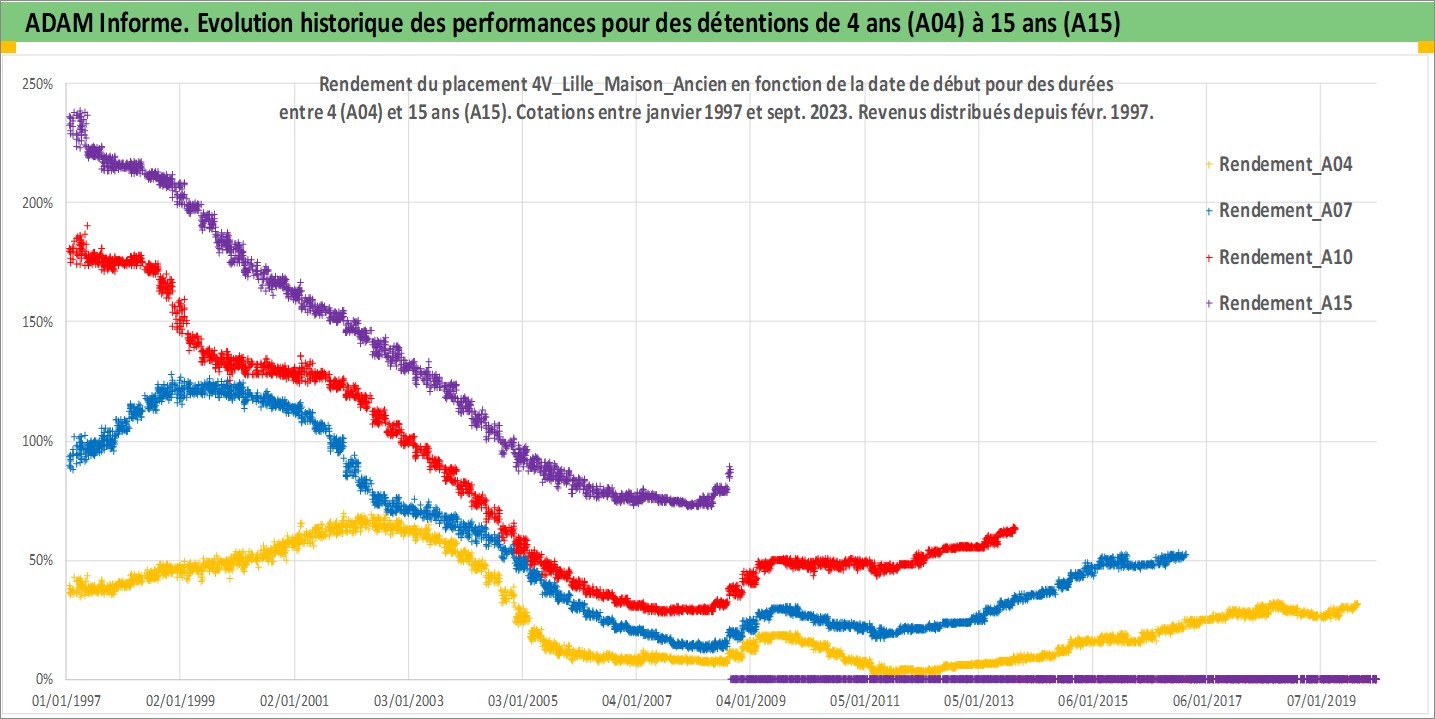 ADAM Informe. Evolution historique des performances pour des détentions de 4 ans (A04) à 15 ans (A15)
Rendement du placement 4V_Lille_Maison_Ancien en fonction de la date de début pour des durées
entre 4 (A04) et 15 ans (A15). Cotations entre janvier 1997 et sept. 2023. Revenus distribués depuis févr. 1997.
250%
200%
150%
100%
50%
0%
Rendement_A04
Rendement_A07
Rendement_A10
Rendement_A15
01/01/1997 02/01/1999 02/01/2001 03/01/2003 03/01/2005 04/01/2007 04/01/2009 05/01/2011 05/01/2013 06/01/2015 06/01/2017 07/01/2019